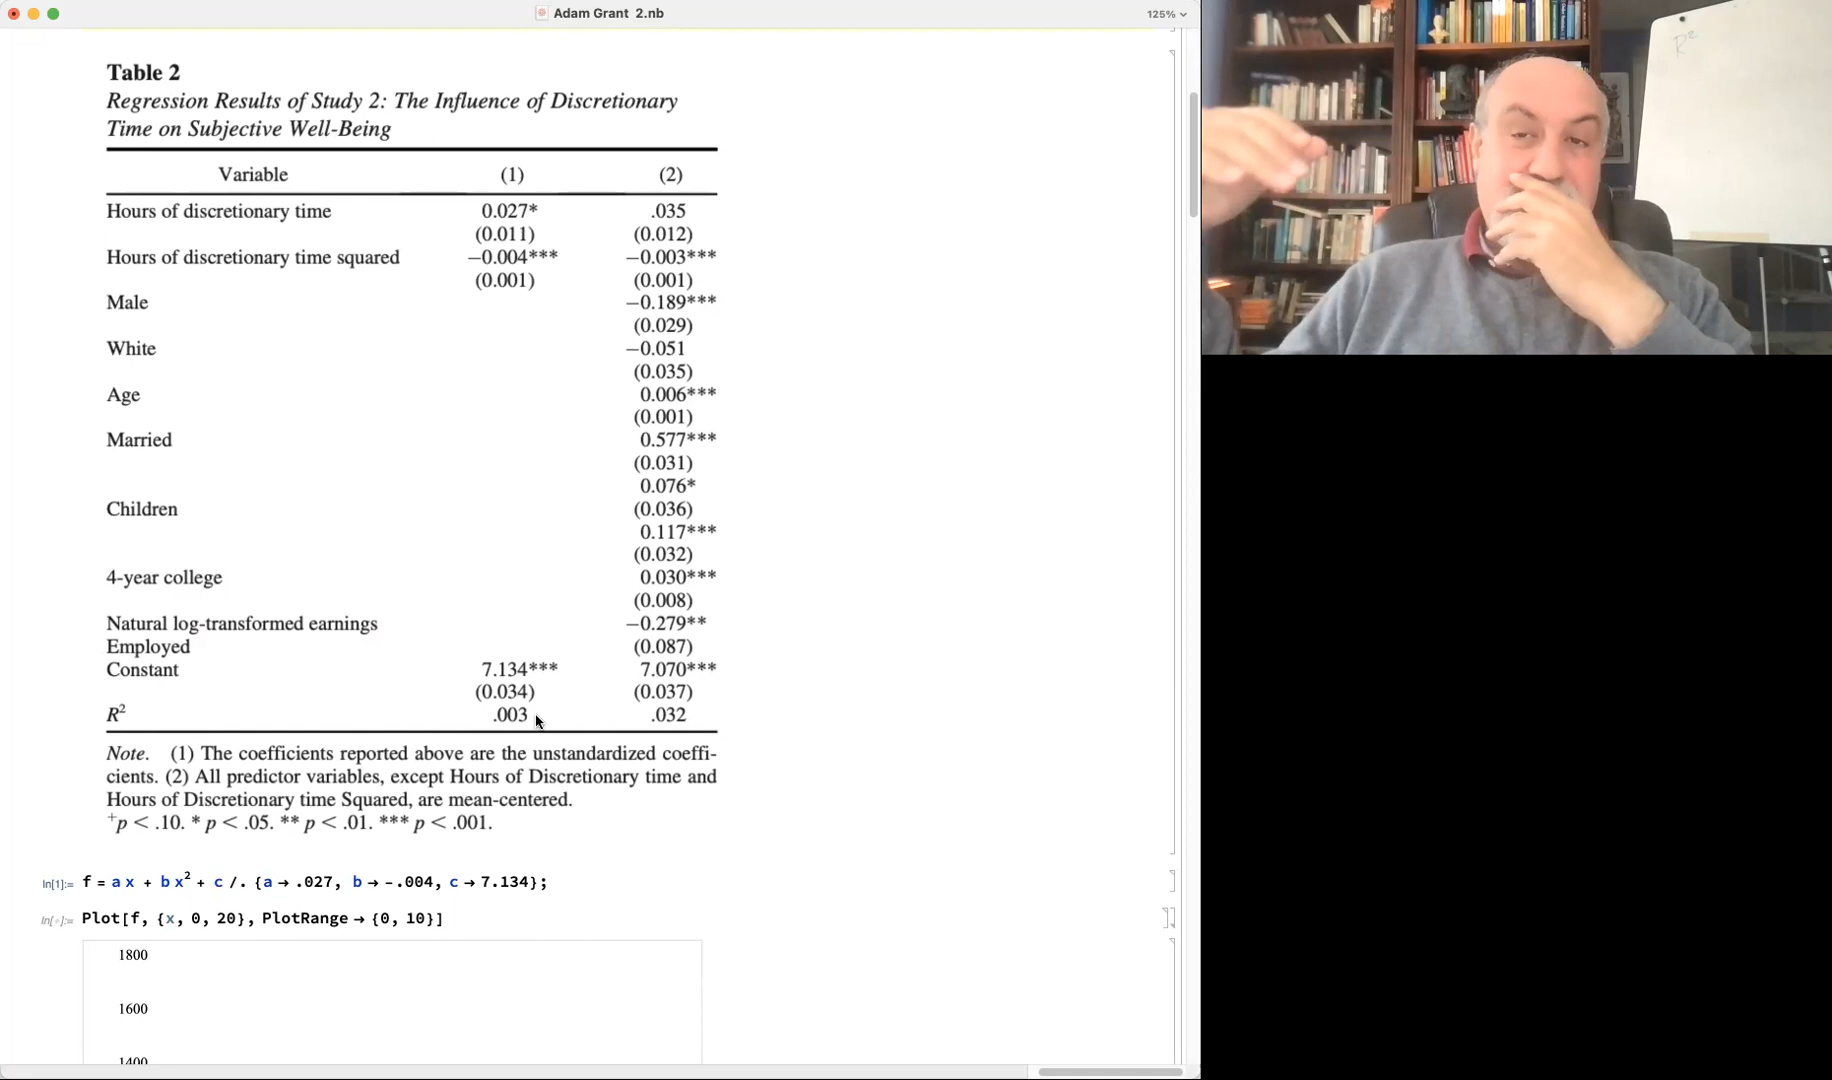 Adam Grant 2.nb
125%
Table 2
Regression Results of Study 2: The Influence of Discretionary
Time on Subjective Well-Being
Variable (1) (2)
Hours of discretionary time 0.027* .035
(0.011) (0.012)
Hours of discretionary time squared −0.004*** −0.003***
(0.001) (0.001)
Male −0.189***
(0.029)
White −0.051
(0.035)
Age 0.006***
(0.001)
Married 0.577***
(0.031)
0.076*
Children (0.036)
0.117***
(0.032)
4-year college 0.030***
(0.008)
Natural log-transformed earnings −0.279**
Employed (0.087)
Constant 7.134*** 7.070***
(0.034) (0.037)
R² .003 .032
Note. (1) The coefficients reported above are the unstandardized coeffi-
cients. (2) All predictor variables, except Hours of Discretionary time and
Hours of Discretionary time Squared, are mean-centered.
⁺p < .10. * p < .05. ** p < .01. *** p < .001.
In[1]:= f = a x + b x² + c /. {a → .027, b → -.004, c → 7.134};
In[•]:= Plot[f, {x, 0, 20}, PlotRange → {0, 10}]
1800
1600
1400
R²